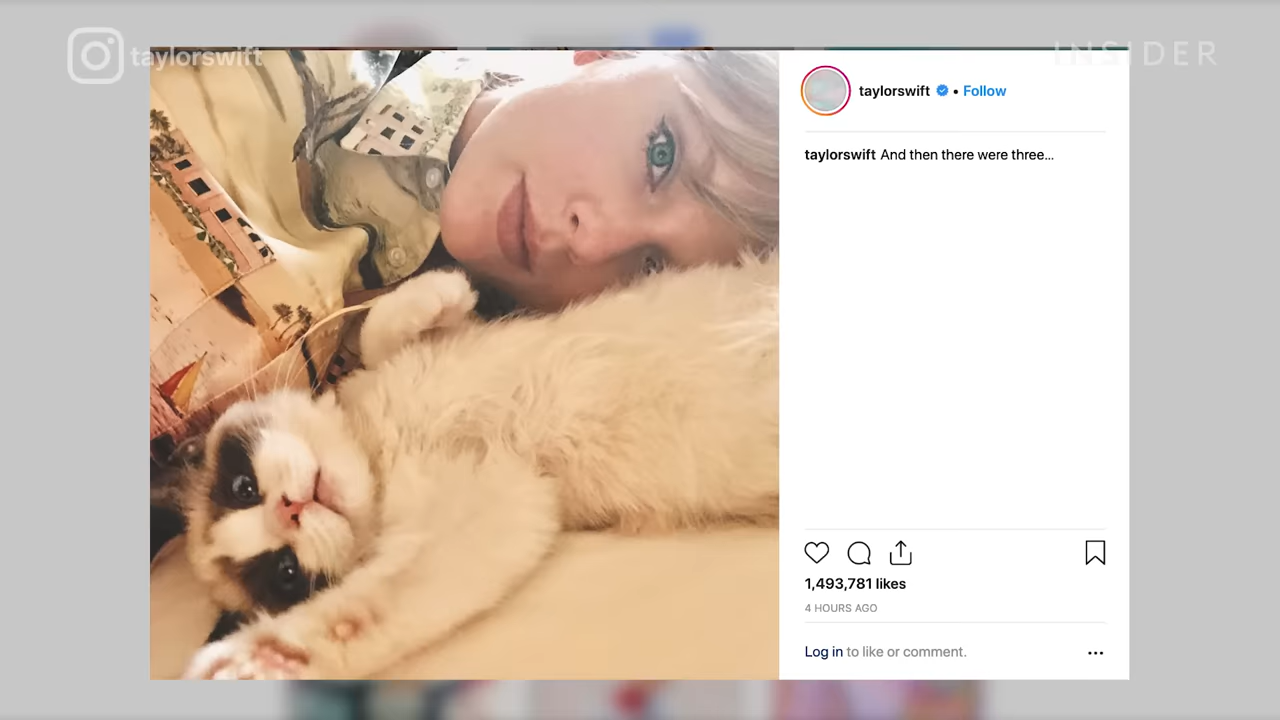 taylorswift
INSIDER
taylorswift • Follow
taylorswift And then there were three...
1,493,781 likes
4 HOURS AGO
Log in to like or comment.